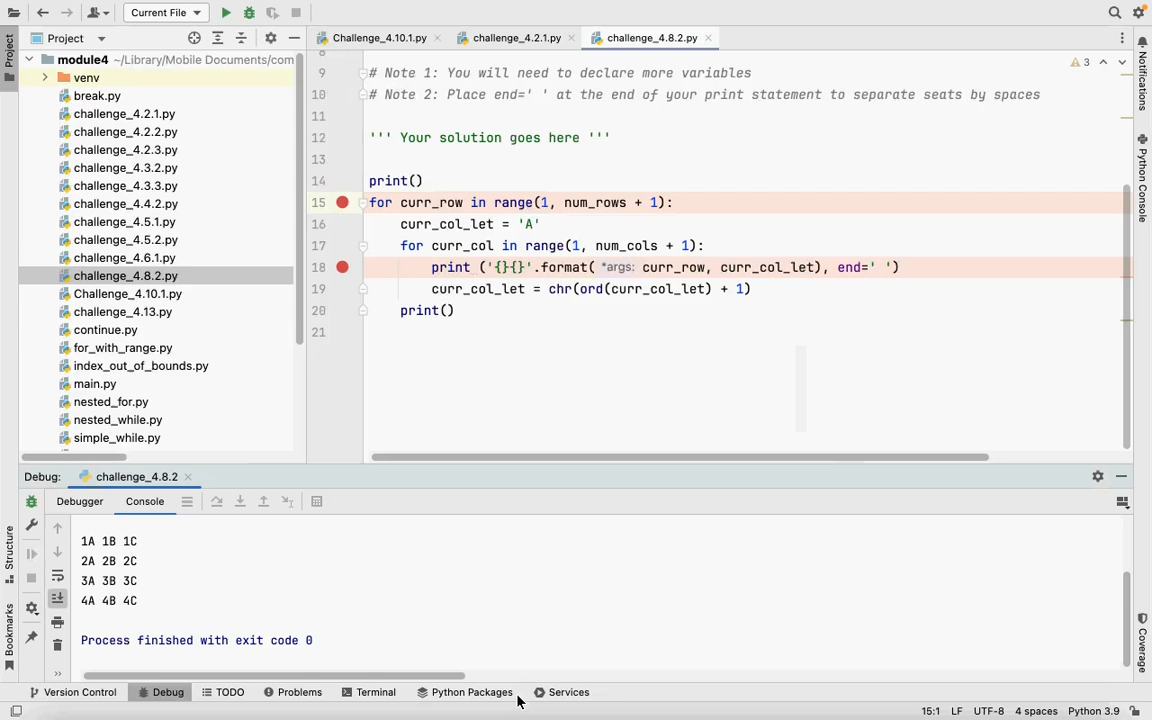 Current File
Project
module4 ~/Library/Mobile Documents/com
venv
break.py
challenge_4.2.1.py
challenge_4.2.2.py
challenge_4.2.3.py
challenge_4.3.2.py
challenge_4.3.3.py
challenge_4.4.2.py
challenge_4.5.1.py
challenge_4.5.2.py
challenge_4.6.1.py
challenge_4.8.2.py
Challenge_4.10.1.py
challenge_4.13.py
continue.py
for_with_range.py
index_out_of_bounds.py
main.py
nested_for.py
nested_while.py
simple_while.py
Challenge_4.10.1.py
challenge_4.2.1.py
challenge_4.8.2.py
3
8
9 # Note 1: You will need to declare more variables
10 # Note 2: Place end=' ' at the end of your print statement to separate seats by spaces
11
12 ''' Your solution goes here '''
13
14 print()
15 for curr_row in range(1, num_rows + 1):
16 curr_col_let = 'A'
17 for curr_col in range(1, num_cols + 1):
18 print ('{}{}'.format( *args: curr_row, curr_col_let), end=' ')
19 curr_col_let = chr(ord(curr_col_let) + 1)
20 print()
21
Debug: challenge_4.8.2
Debugger Console
1A 1B 1C
2A 2B 2C
3A 3B 3C
4A 4B 4C
Process finished with exit code 0
Version Control Debug TODO Problems Terminal Python Packages Services
15:1 LF UTF-8 4 spaces Python 3.9
Project
Structure
Bookmarks
Notifications
Python Console
Coverage